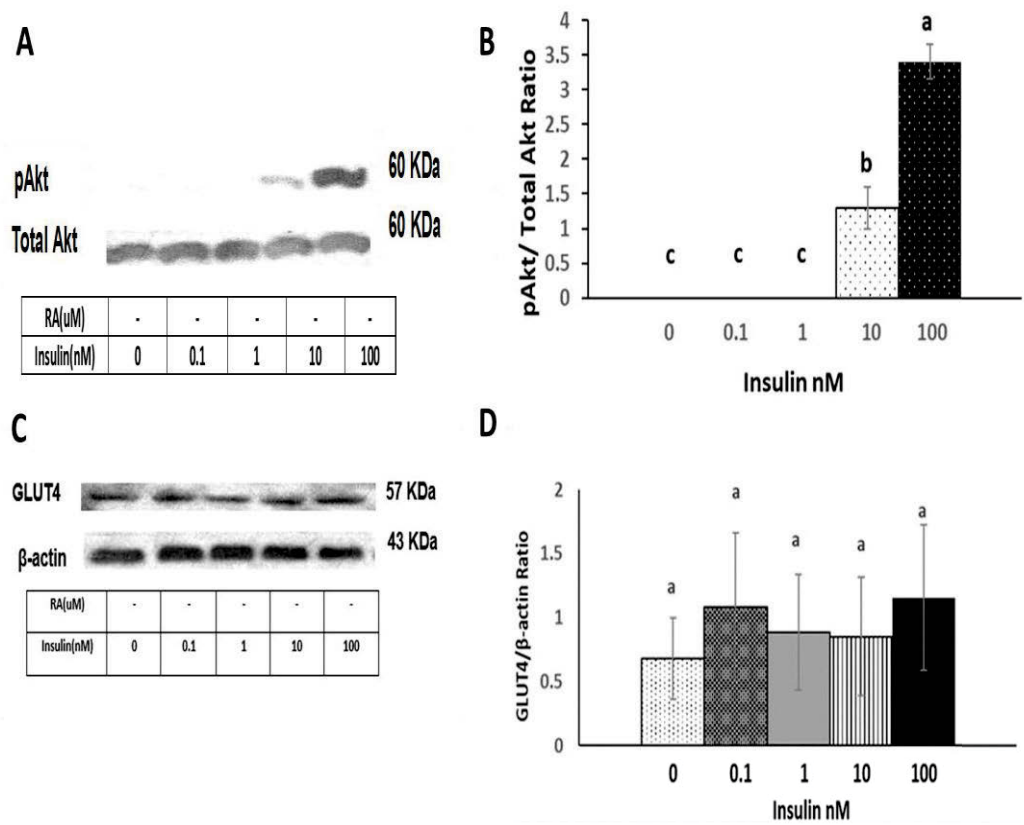 A
pAkt 60 KDa
Total Akt 60 KDa
RA(uM) - - - - -
Insulin(nM) 0 0.1 1 10 100
B
pAkt/ Total Akt Ratio
4
3.5
3
2.5
2
1.5
1
0.5
0
c c c b a
0 0.1 1 10 100
Insulin nM
C
GLUT4 57 KDa
β-actin 43 KDa
RA(uM) - - - - -
Insulin(nM) 0 0.1 1 10 100
D
GLUT4/β-actin Ratio
2
1.5
1
0.5
0
a a a a a
0 0.1 1 10 100
Insulin nM